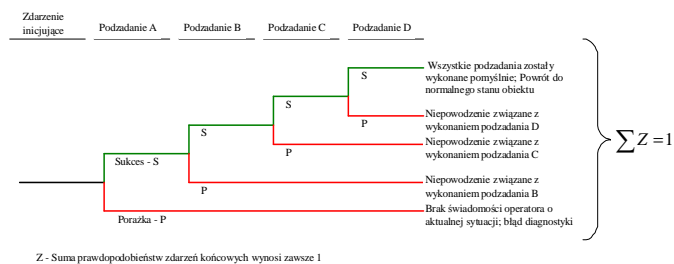 Zdarzenie
inicjujące
Podzadanie A
Podzadanie B
Podzadanie C
Podzadanie D
S
Wszystkie podzadania zostały
wykonane pomyślnie; Powrót do
normalnego stanu obiektu
S
P
Niepowodzenie związane z
wykonaniem podzadania D
S
P
Niepowodzenie związane z
wykonaniem podzadania C
∑ Z = 1
Sukces - S
P
Niepowodzenie związane z
wykonaniem podzadania B
Porażka - P
Brak świadomości operatora o
aktualnej sytuacji; błąd diagnostyki
Z - Suma prawdopodobieństw zdarzeń końcowych wynosi zawsze 1